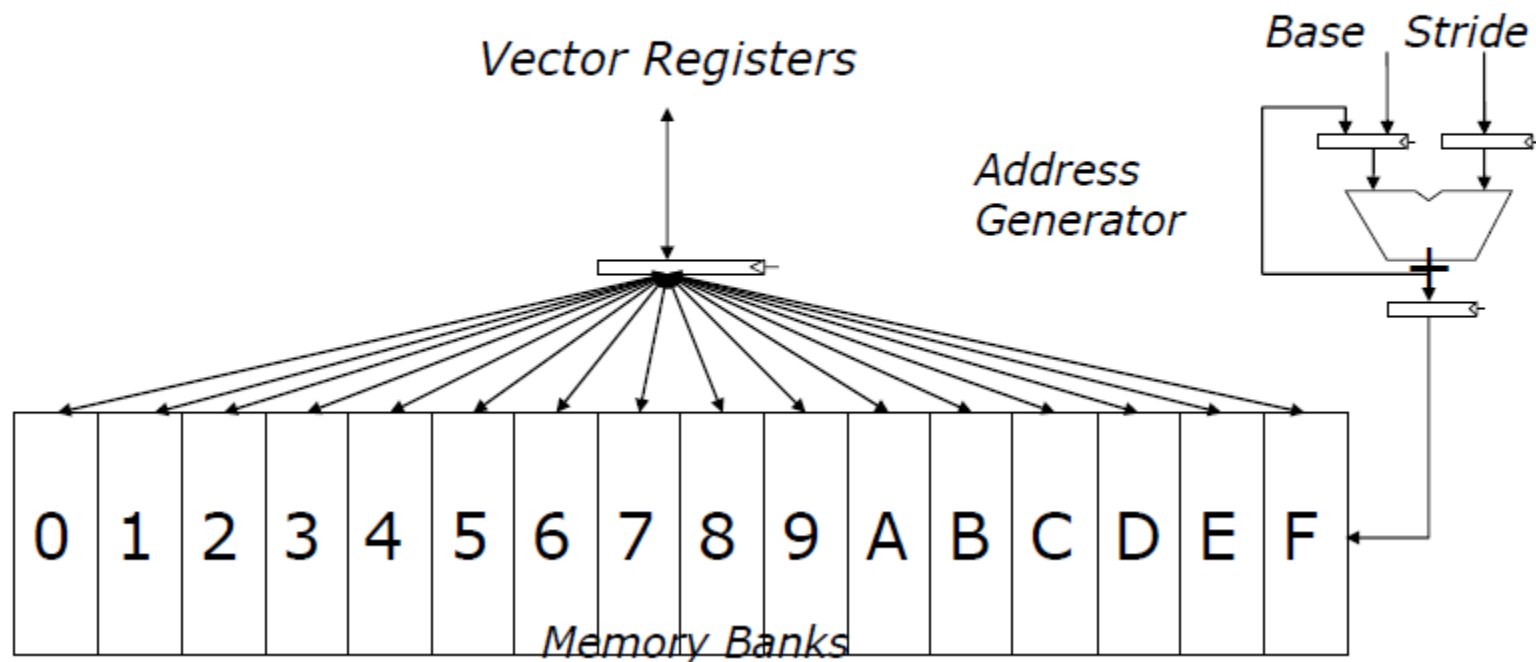 Base Stride
Vector Registers
Address
Generator
+
0 1 2 3 4 5 6 7 8 9 A B C D E F
Memory Banks